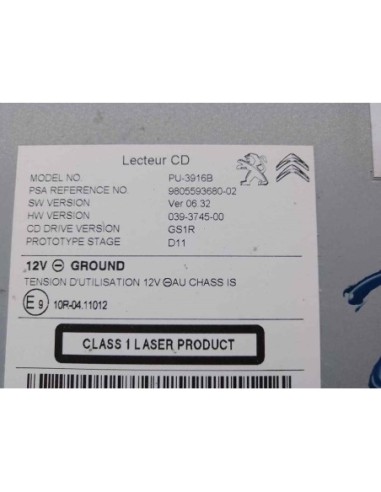 Lecteur CD
MODEL NO. PU-3916B
PSA REFERENCE NO. 9805593680-02
SW VERSION Ver 06.32
HW VERSION 039-3745-00
CD DRIVE VERSION GS1R
PROTOTYPE STAGE D11
12V ⊖ GROUND
TENSION D'UTILISATION 12V ⊖AU CHASS IS
E9 10R-04.11012
CLASS 1 LASER PRODUCT